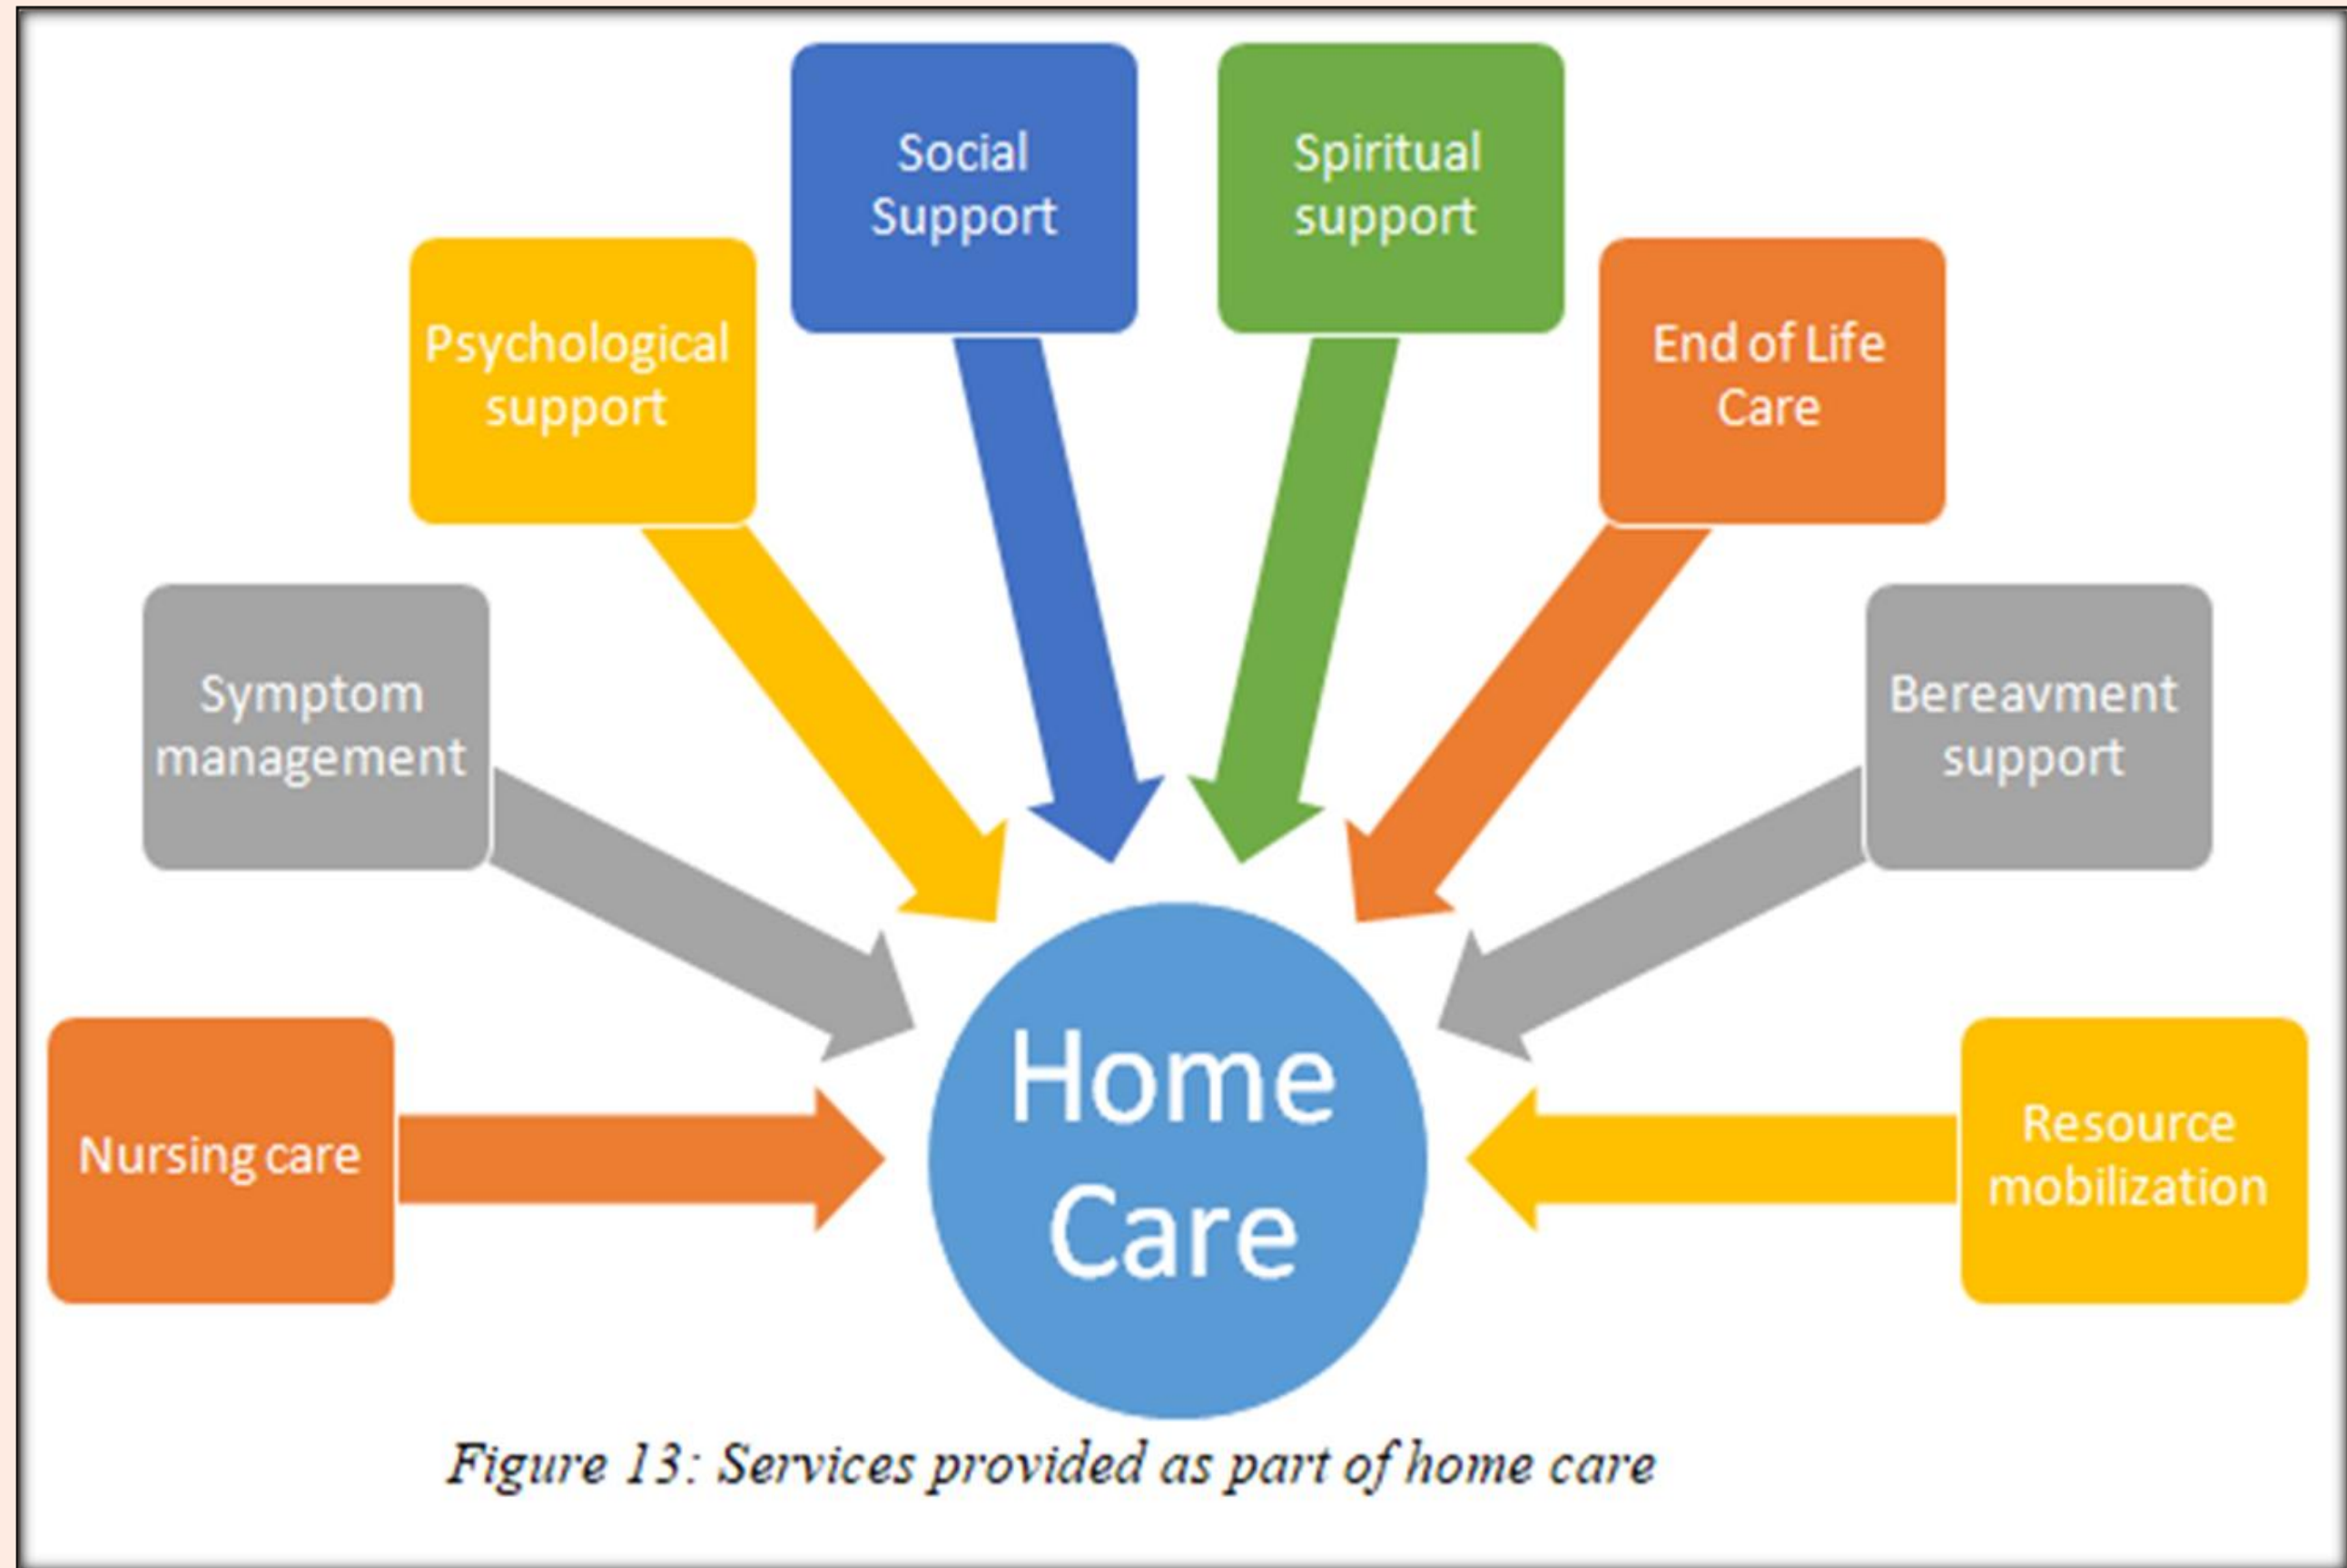 Social
Support
Spiritual
support
Psychological
support
End of Life
Care
Symptom
management
Bereavment
support
Nursing care
Home
Care
Resource
mobilization
Figure 13: Services provided as part of home care